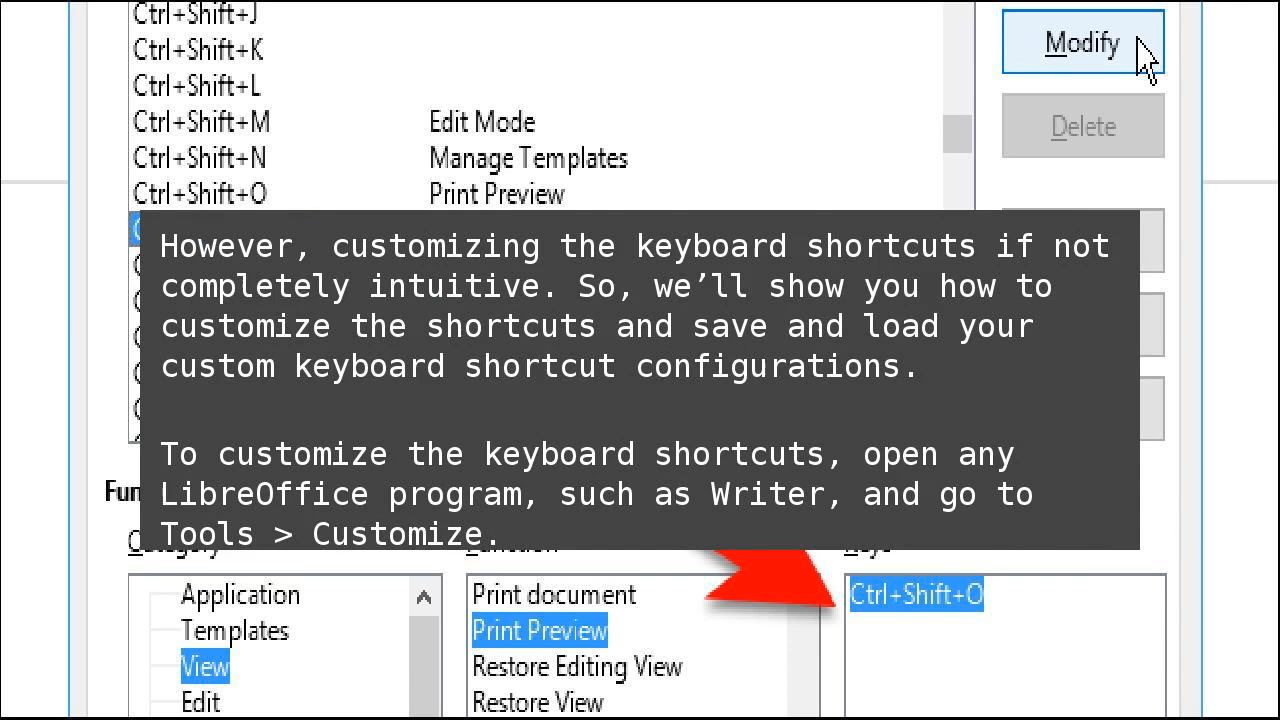 Ctrl+Shift+J
Ctrl+Shift+K
Ctrl+Shift+L
Ctrl+Shift+M Edit Mode
Ctrl+Shift+N Manage Templates
Ctrl+Shift+O Print Preview
Modify
Delete
However, customizing the keyboard shortcuts if not
completely intuitive. So, we’ll show you how to
customize the shortcuts and save and load your
custom keyboard shortcut configurations.
To customize the keyboard shortcuts, open any
LibreOffice program, such as Writer, and go to
Tools > Customize.
Application
Templates
View
Edit
Print document
Print Preview
Restore Editing View
Restore View
Ctrl+Shift+O